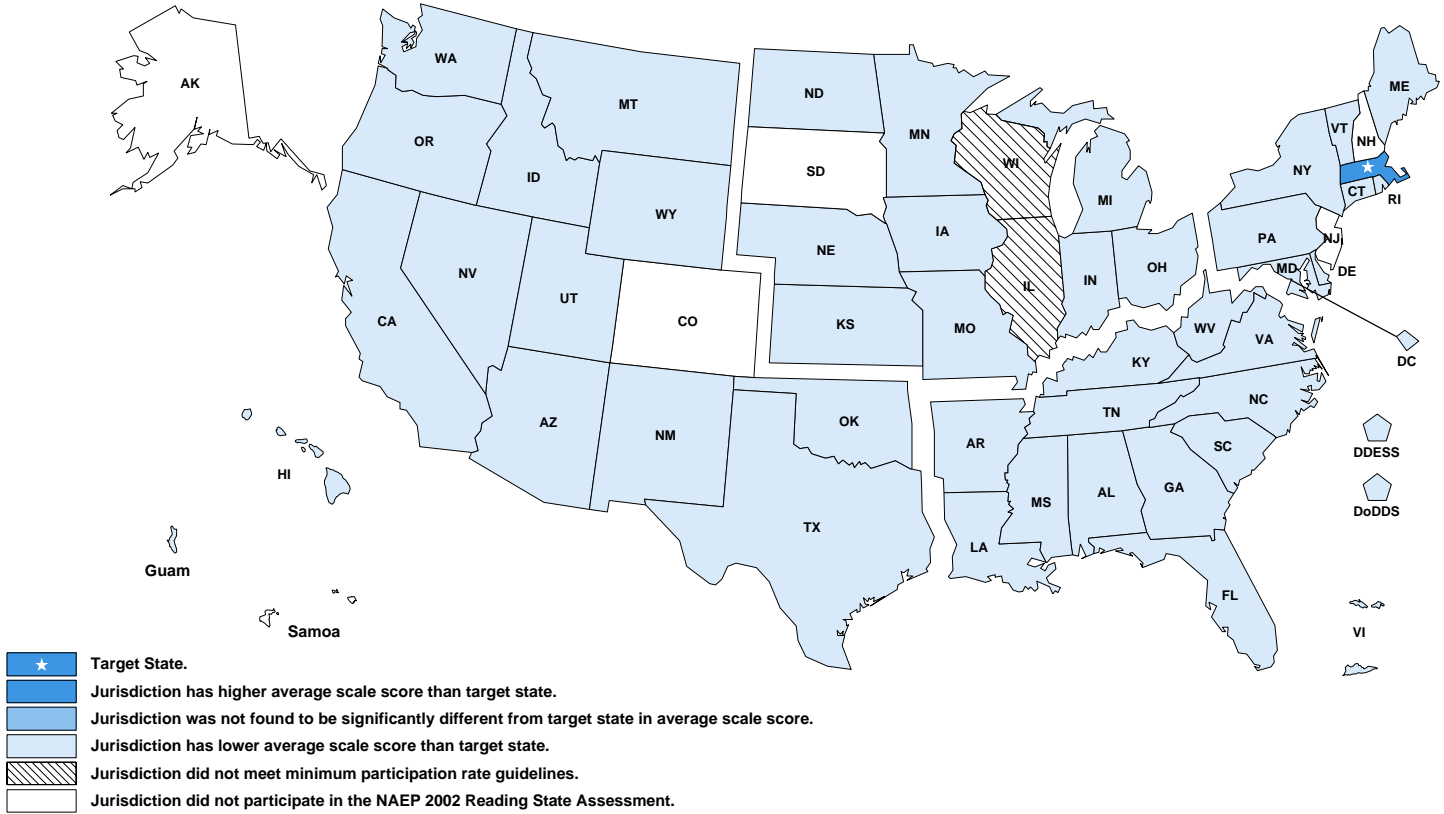 AK
WA
MT
ND
MN
ME
VT
NH
OR
ID
SD
WI
NY
WY
MI
CT
RI
IA
PA
NJ
NE
NV
UT
IN
OH
MD
DE
IL
CA
CO
KS
MO
WV
VA
KY
DC
NC
TN
AZ
NM
OK
AR
SC
DDESS
HI
MS
AL
GA
DoDDS
TX
LA
Guam
FL
Samoa
VI
Target State.
Jurisdiction has higher average scale score than target state.
Jurisdiction was not found to be significantly different from target state in average scale score.
Jurisdiction has lower average scale score than target state.
Jurisdiction did not meet minimum participation rate guidelines.
Jurisdiction did not participate in the NAEP 2002 Reading State Assessment.